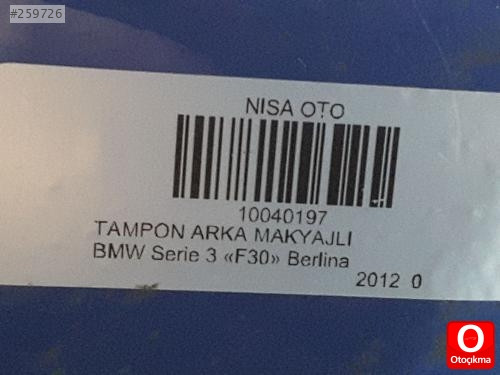 #259726
NISA OTO
10040197
TAMPON ARKA MAKYAJLI
BMW Serie 3 «F30» Berlina
2012 0
O
Otoçıkma